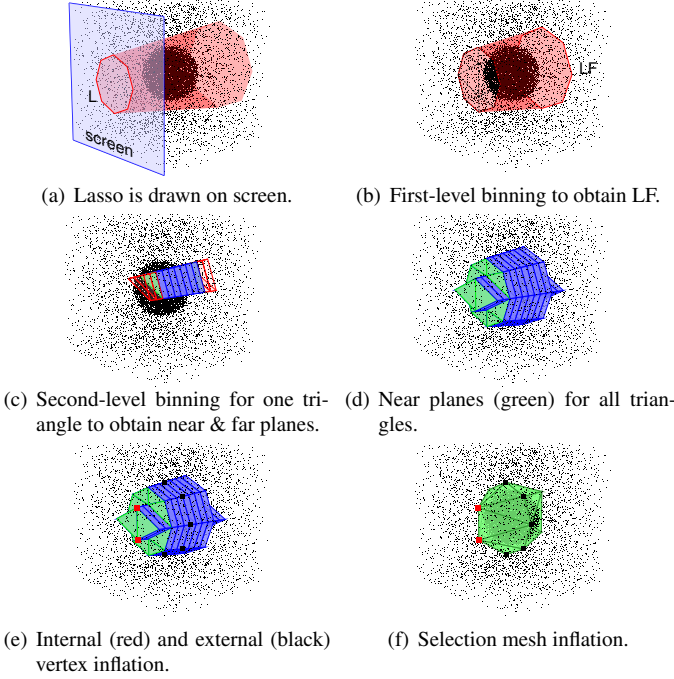 L
screen
LF
(a) Lasso is drawn on screen.
(b) First-level binning to obtain LF.
(c) Second-level binning for one tri-
angle to obtain near & far planes.
(d) Near planes (green) for all trian-
gles.
(e) Internal (red) and external (black)
vertex inflation.
(f) Selection mesh inflation.